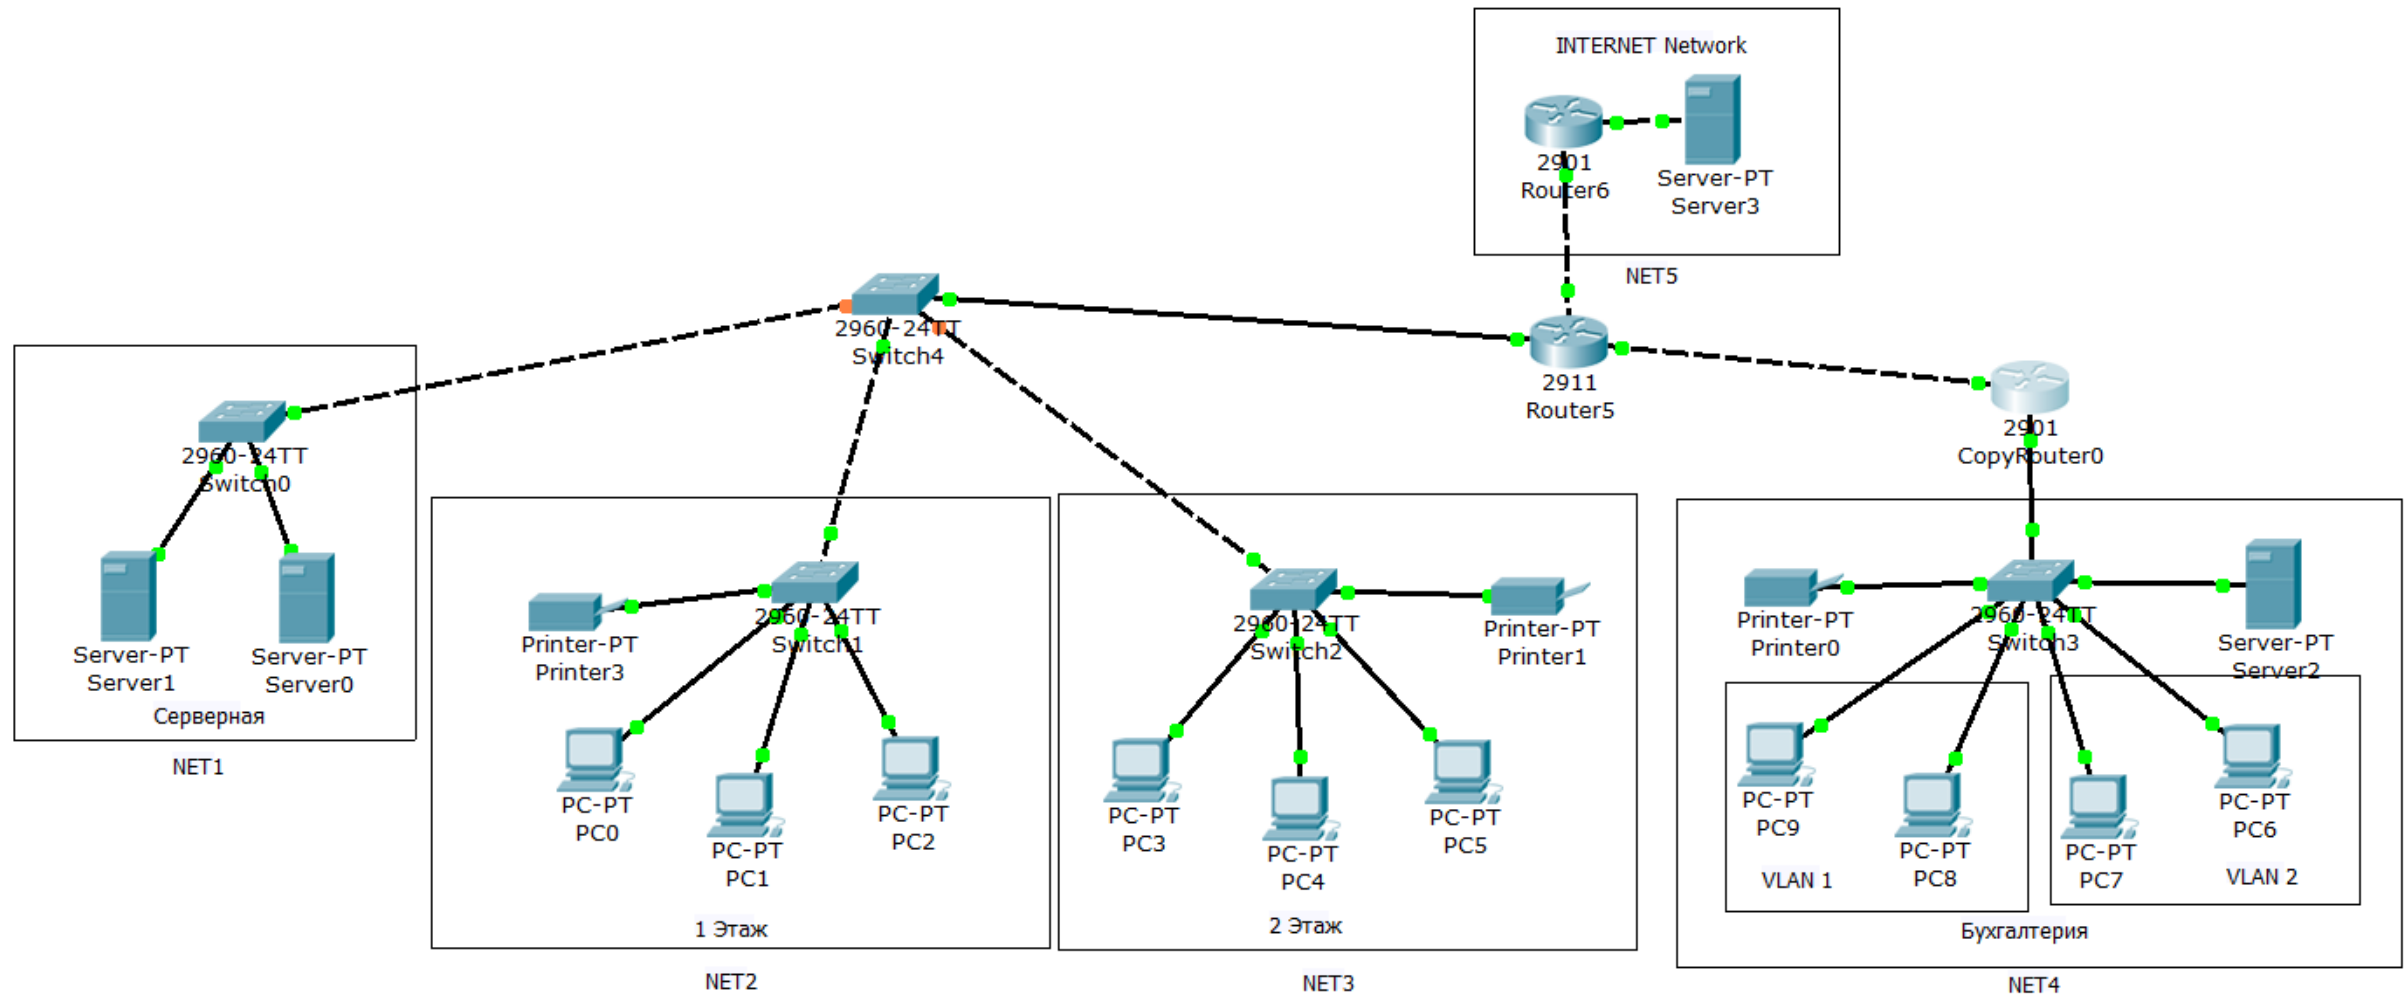 INTERNET Network
2901
Router6
Server-PT
Server3
NET5
2960-24TT
Switch4
2911
Router5
2901
CopyRouter0
2960-24TT
Switch0
Server-PT
Server1
Server-PT
Server0
Серверная
NET1
2960-24TT
Switch1
Printer-PT
Printer3
PC-PT
PC0
PC-PT
PC1
PC-PT
PC2
1 Этаж
NET2
2960-24TT
Switch2
Printer-PT
Printer1
PC-PT
PC3
PC-PT
PC4
PC-PT
PC5
2 Этаж
NET3
Printer-PT
Printer0
2960-24TT
Switch3
Server-PT
Server2
PC-PT
PC9
PC-PT
PC8
VLAN 1
PC-PT
PC7
PC-PT
PC6
VLAN 2
Бухгалтерия
NET4